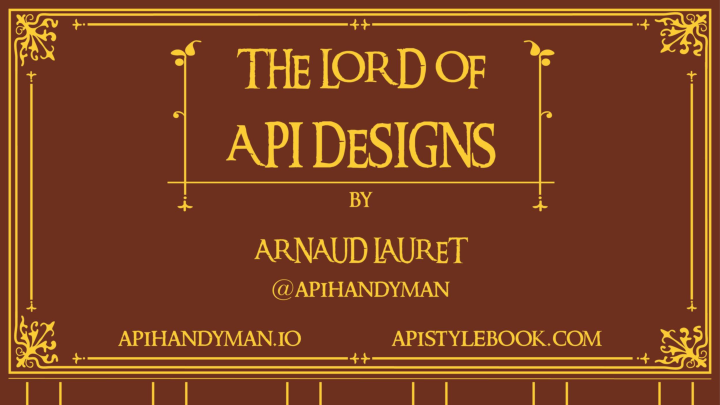 THE LORD OF
API DESIGNS
BY
ARNAUD LAURET
@APIHANDYMAN
APIHANDYMAN.IO
APISTYLEBOOK.COM